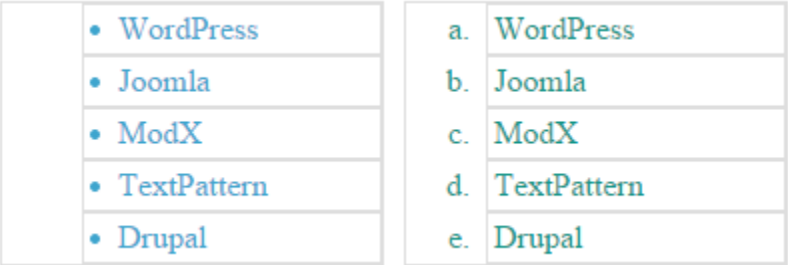 • WordPress
• Joomla
• ModX
• TextPattern
• Drupal
a. WordPress
b. Joomla
c. ModX
d. TextPattern
e. Drupal